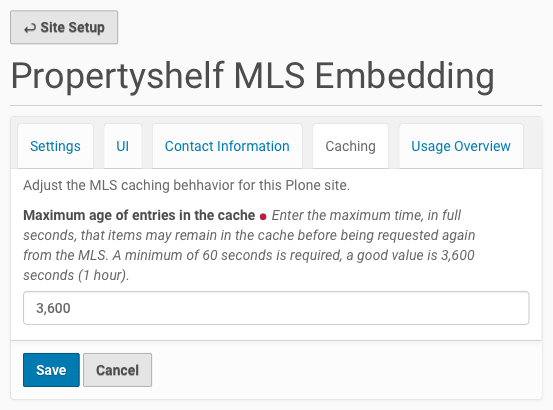 Site Setup
Propertyshelf MLS Embedding
Settings UI Contact Information Caching Usage Overview
Adjust the MLS caching behhavior for this Plone site.
Maximum age of entries in the cache • Enter the maximum time, in full
seconds, that items may remain in the cache before being requested again
from the MLS. A minimum of 60 seconds is required, a good value is 3,600
seconds (1 hour).
3,600
Save Cancel